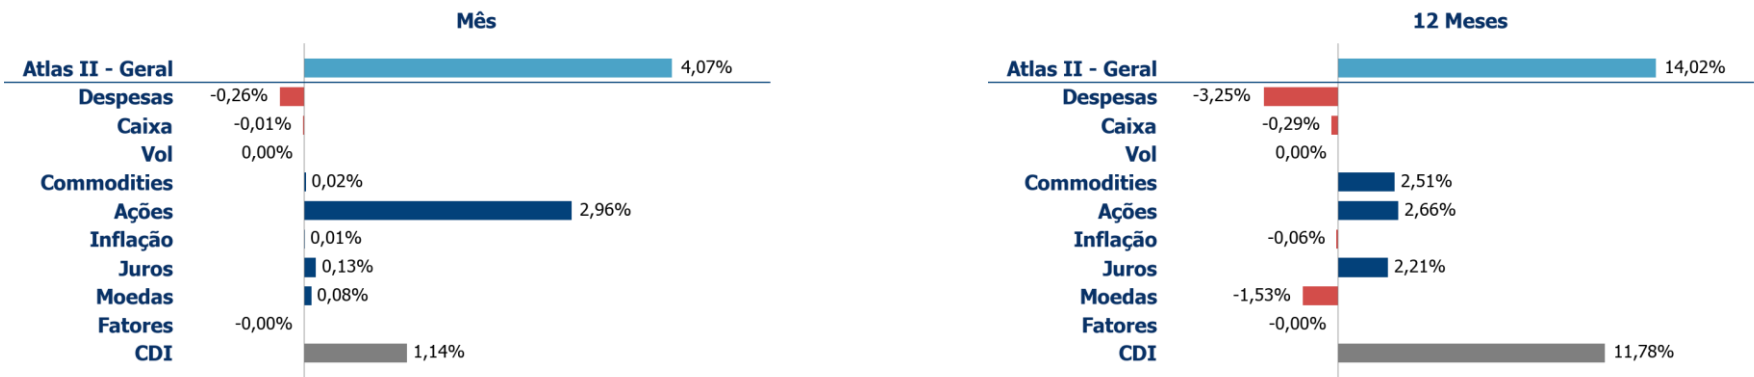 Mês
Atlas II - Geral 4,07%
Despesas -0,26%
Caixa -0,01%
Vol 0,00%
Commodities 0,02%
Ações 2,96%
Inflação 0,01%
Juros 0,13%
Moedas 0,08%
Fatores -0,00%
CDI 1,14%
12 Meses
Atlas II - Geral 14,02%
Despesas -3,25%
Caixa -0,29%
Vol 0,00%
Commodities 2,51%
Ações 2,66%
Inflação -0,06%
Juros 2,21%
Moedas -1,53%
Fatores -0,00%
CDI 11,78%